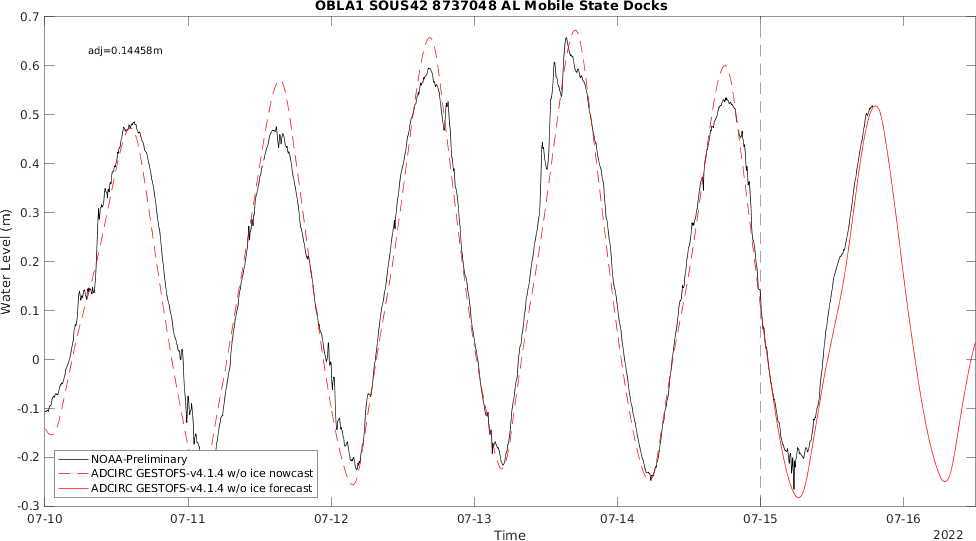 OBLA1 SOUS42 8737048 AL Mobile State Docks
adj=0.14458m
0.7
0.6
0.5
0.4
0.3
0.2
0.1
0
-0.1
-0.2
-0.3
Water Level (m)
NOAA-Preliminary
ADCIRC GESTOFS-v4.1.4 w/o ice nowcast
ADCIRC GESTOFS-v4.1.4 w/o ice forecast
07-10 07-11 07-12 07-13 07-14 07-15 07-16
Time
2022